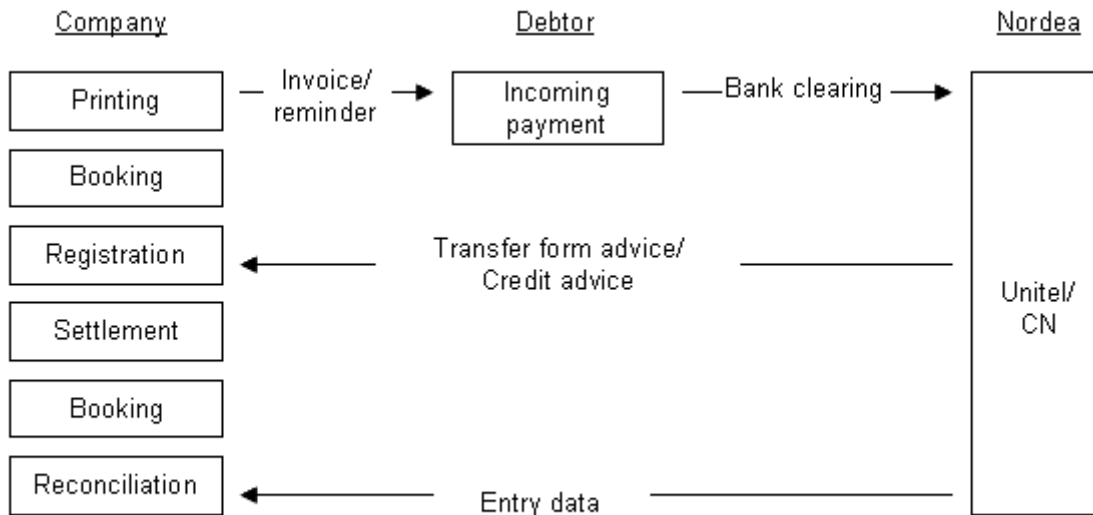 Company
Debtor
Nordea
Printing
Invoice/
reminder
Incoming
payment
Bank clearing
Booking
Registration
Transfer form advice/
Credit advice
Unitel/
CN
Settlement
Booking
Reconciliation
Entry data